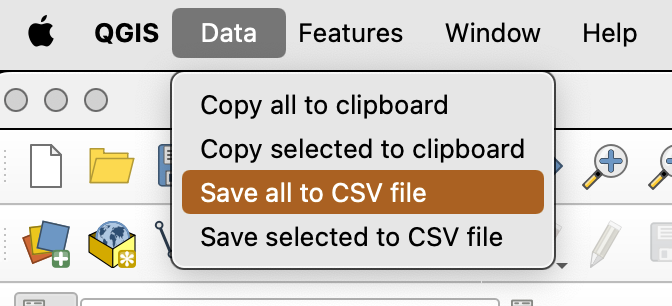 QGIS Data Features Window Help
Copy all to clipboard
Copy selected to clipboard
Save all to CSV file
Save selected to CSV file